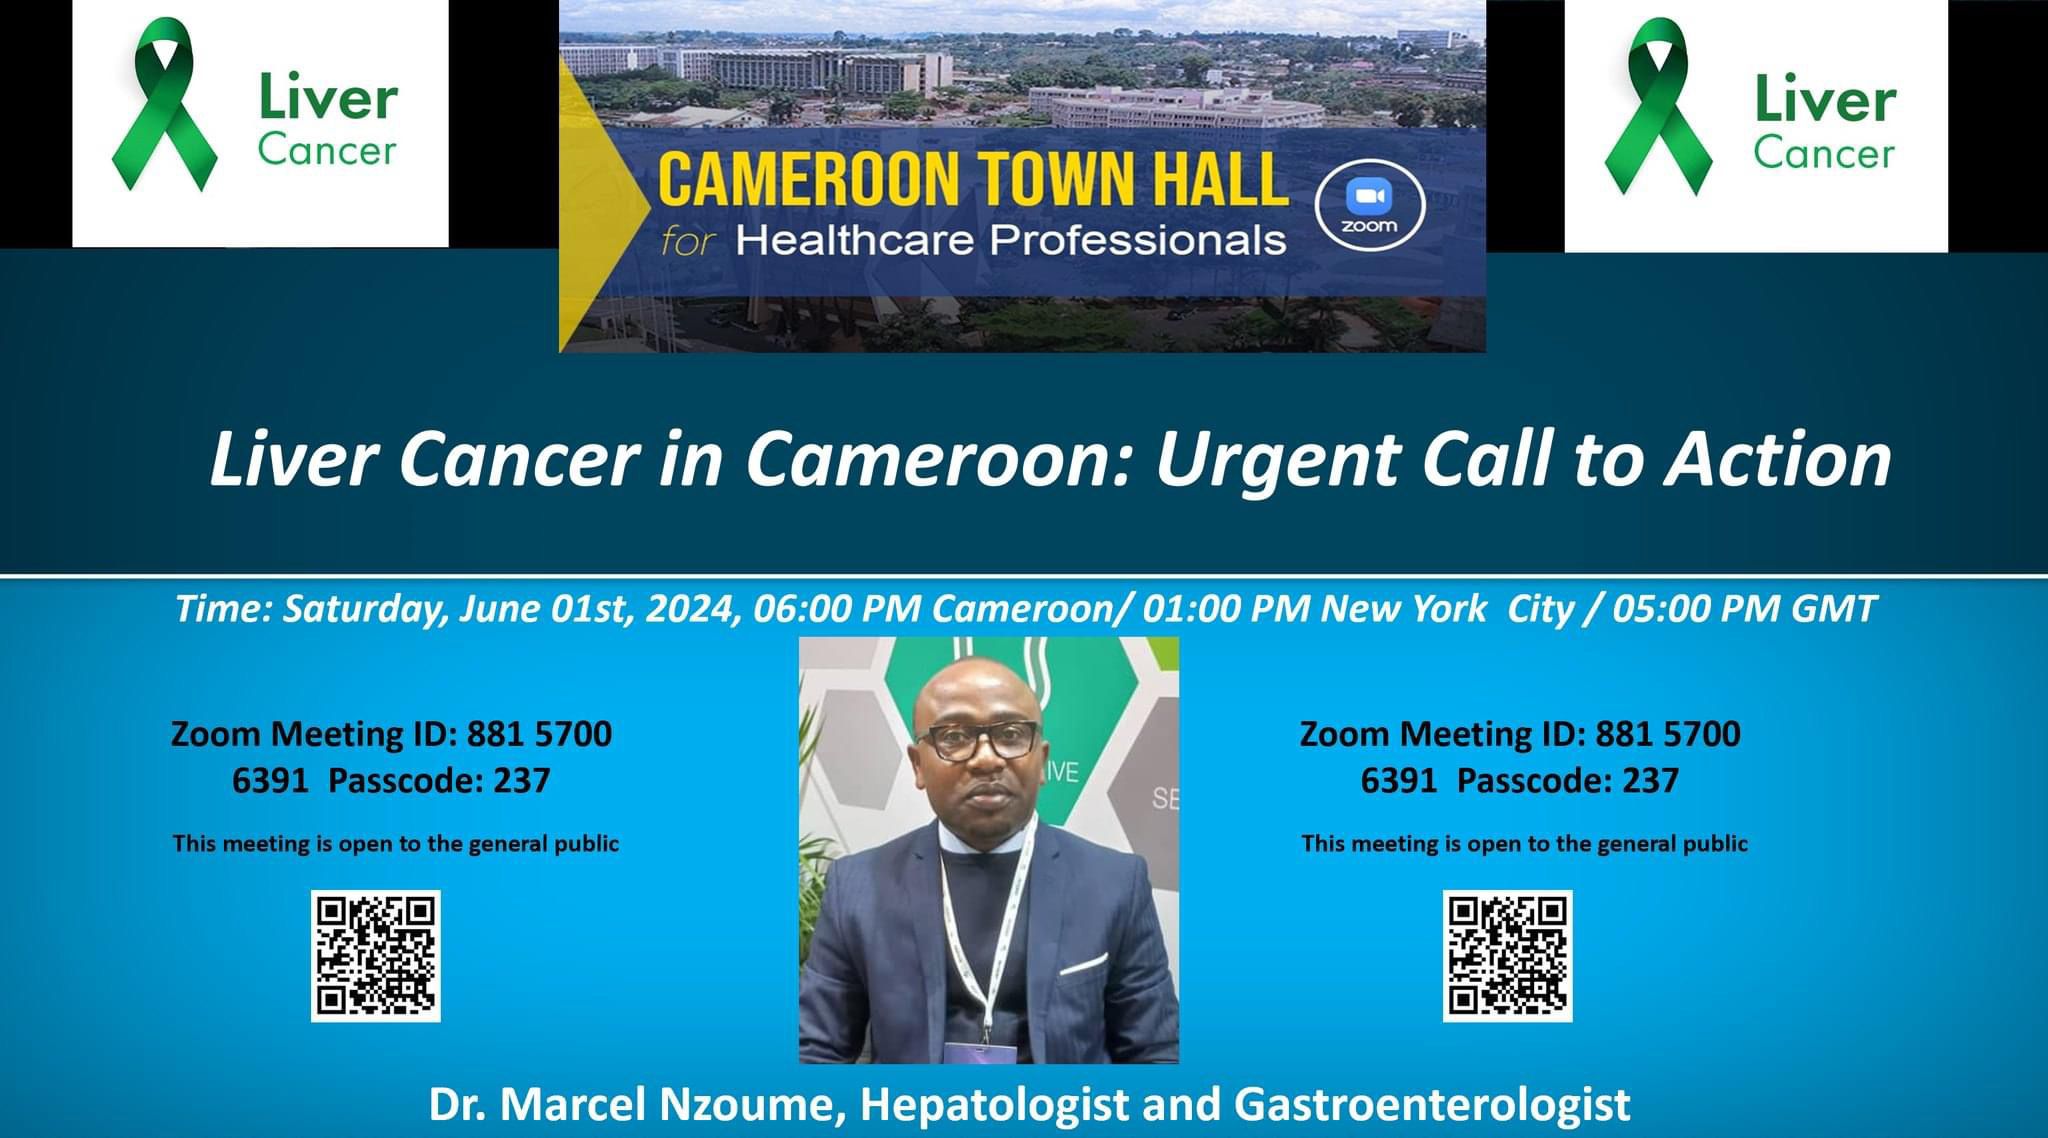 Liver
Cancer
CAMEROON TOWN HALL
for Healthcare Professionals
zoom
Liver
Cancer
Liver Cancer in Cameroon: Urgent Call to Action
Time: Saturday, June 01st, 2024, 06:00 PM Cameroon/ 01:00 PM New York City / 05:00 PM GMT
Zoom Meeting ID: 881 5700
6391 Passcode: 237
This meeting is open to the general public
IVE
SE
Zoom Meeting ID: 881 5700
6391 Passcode: 237
This meeting is open to the general public
Dr. Marcel Nzoume, Hepatologist and Gastroenterologist